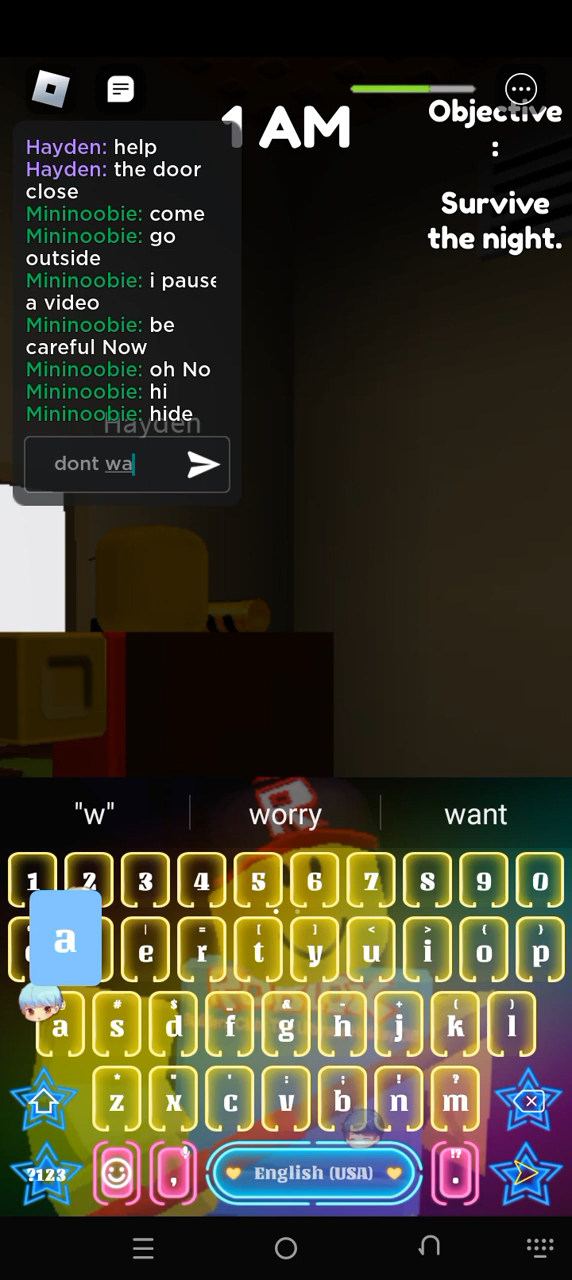 1 AM
Objective
:
Survive
the night.
Hayden: help
Hayden: the door
close
Mininoobie: come
Mininoobie: go
outside
Mininoobie: i pause
a video
Mininoobie: be
careful Now
Mininoobie: oh No
Mininoobie: hi
Mininoobie: hide
Hayden
dont wa
"w" worry want
1 2 3 4 5 6 7 8 9 0
a
e r t y u i o p
a s d f g h j k l
z x c v b n m
?123 , English (USA) .